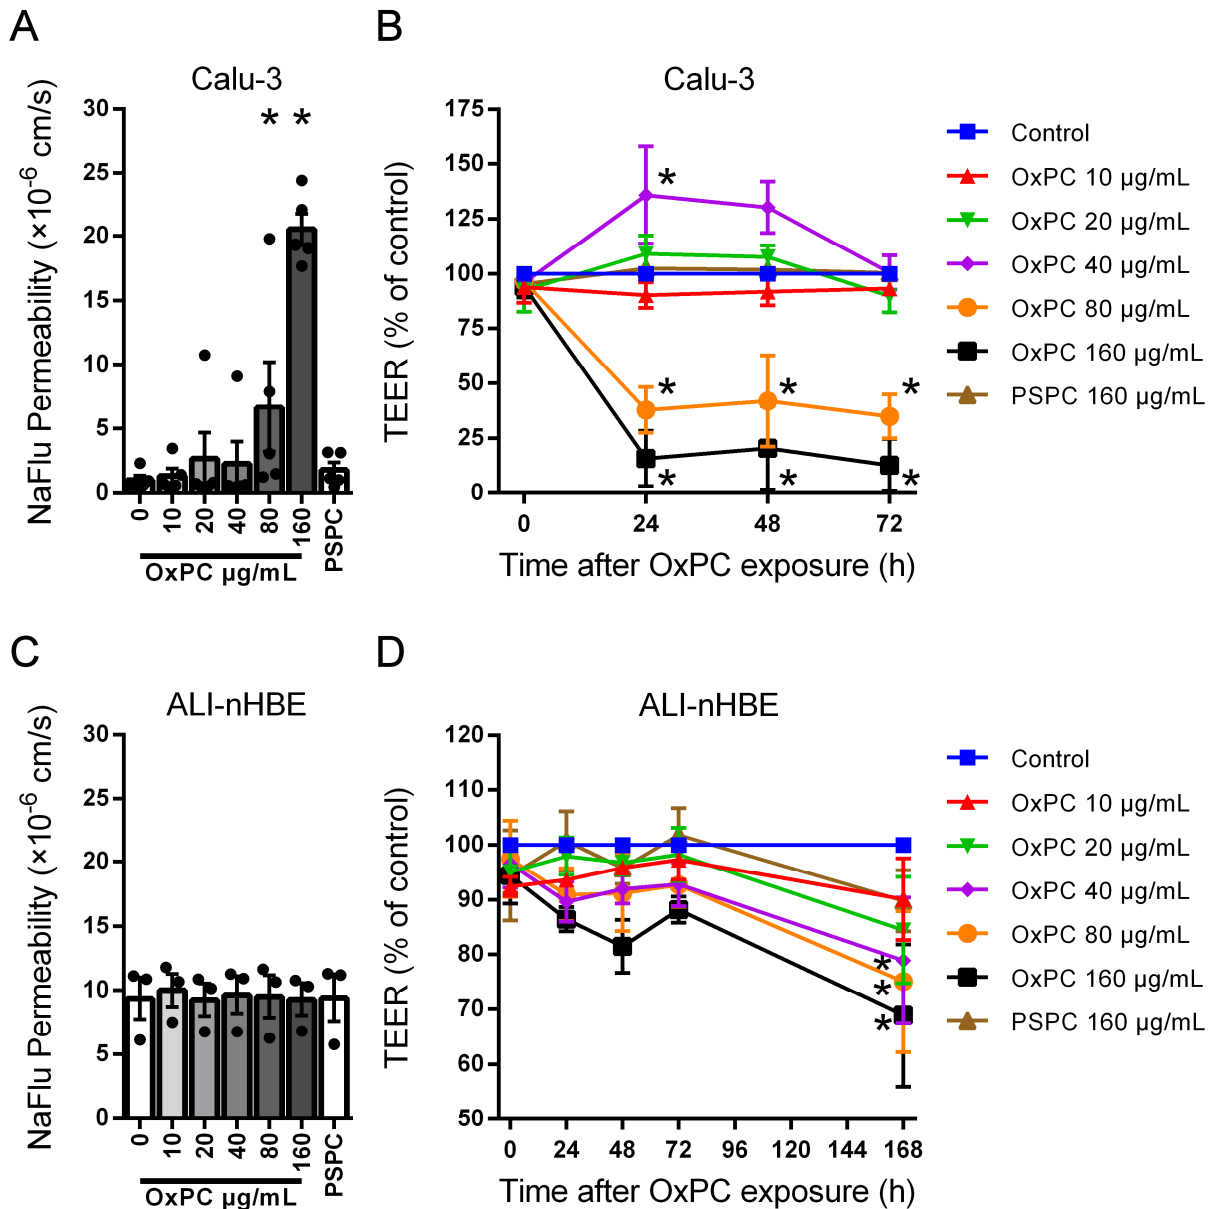 A
Calu-3
NaFlu Permeability (×10-6 cm/s)
30
25
20
15
10
5
0
* *
0 10 20 40 80 160 PSPC
OxPC µg/mL
B
Calu-3
TEER (% of control)
175
150
125
100
75
50
25
0
*
* * *
* * *
0 24 48 72
Time after OxPC exposure (h)
Control
OxPC 10 µg/mL
OxPC 20 µg/mL
OxPC 40 µg/mL
OxPC 80 µg/mL
OxPC 160 µg/mL
PSPC 160 µg/mL
C
ALI-nHBE
NaFlu Permeability (×10-6 cm/s)
30
25
20
15
10
5
0
0 10 20 40 80 160 PSPC
OxPC µg/mL
D
ALI-nHBE
TEER (% of control)
120
110
100
90
80
70
60
50
*
*
*
0 24 48 72 96 120 144 168
Time after OxPC exposure (h)
Control
OxPC 10 µg/mL
OxPC 20 µg/mL
OxPC 40 µg/mL
OxPC 80 µg/mL
OxPC 160 µg/mL
PSPC 160 µg/mL